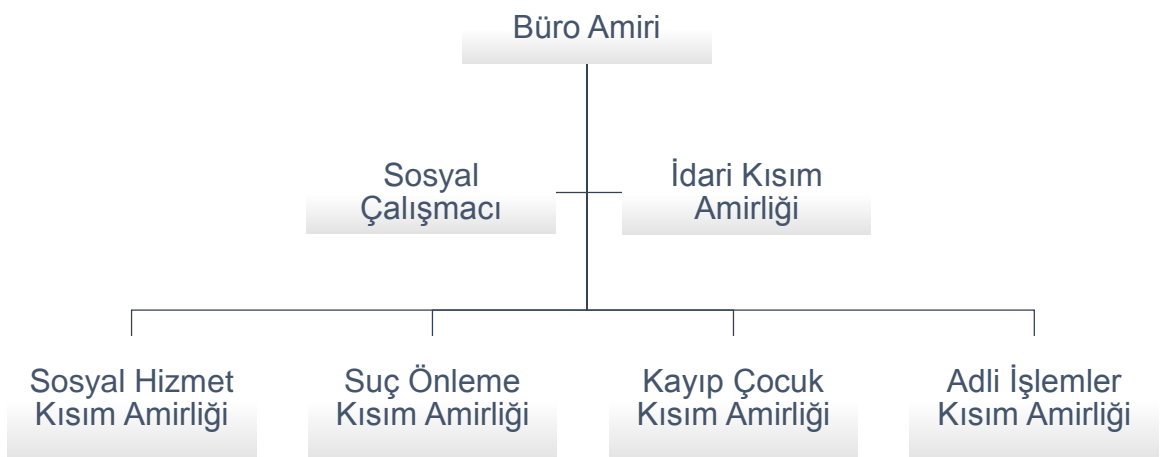 Büro Amiri
Sosyal
Çalışmacı
İdari Kısım
Amirliği
Sosyal Hizmet
Kısım Amirliği
Suç Önleme
Kısım Amirliği
Kayıp Çocuk
Kısım Amirliği
Adli İşlemler
Kısım Amirliği